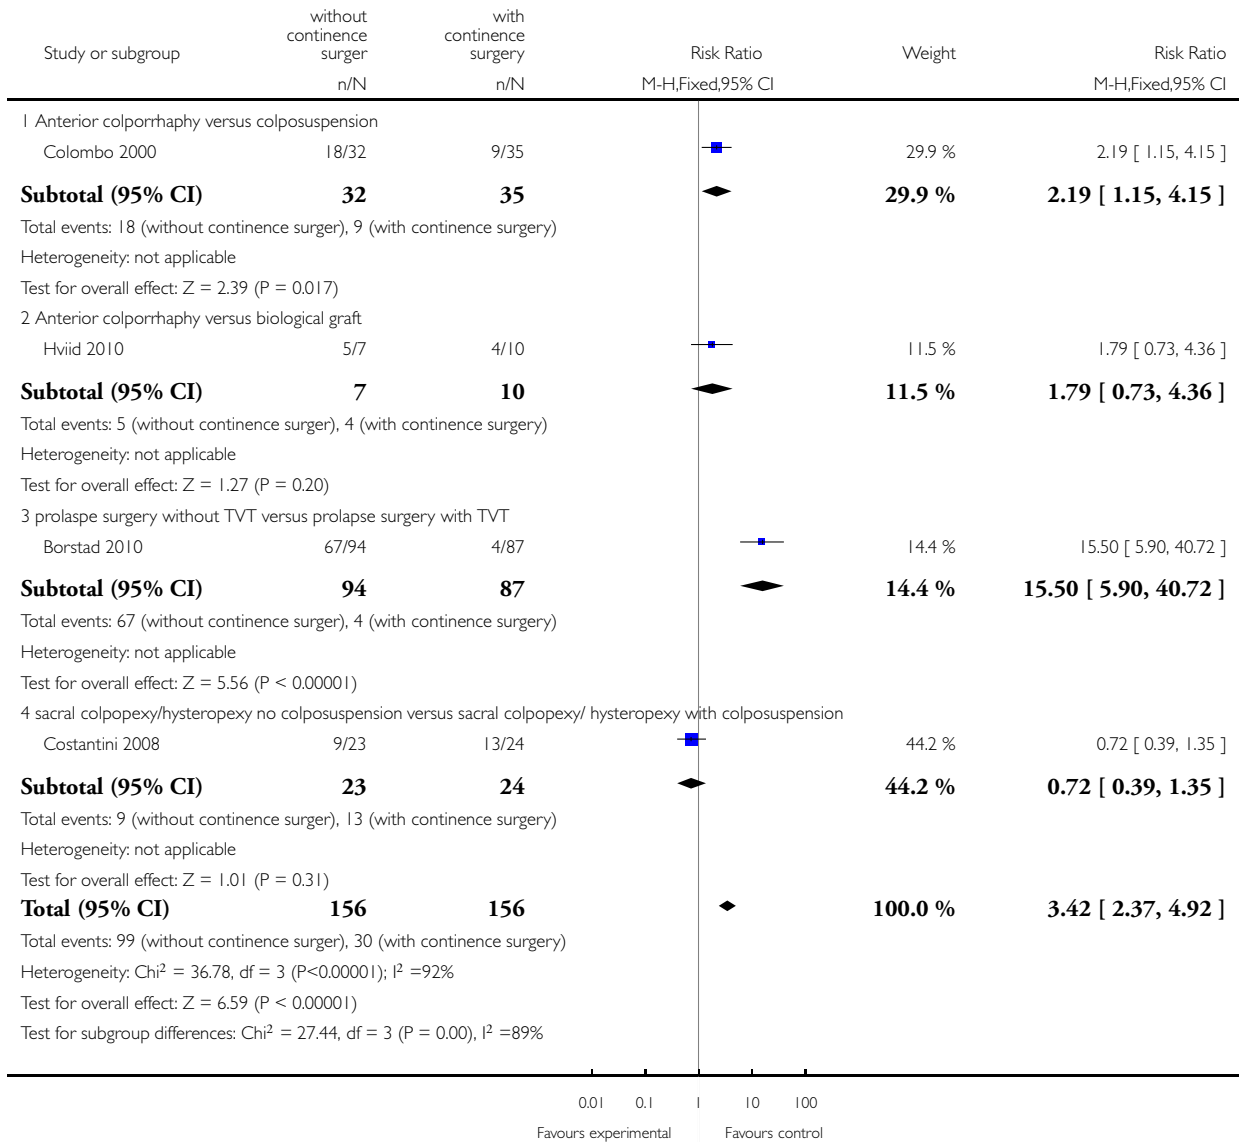 Study or subgroup without continence surger with continence surgery Risk Ratio Weight Risk Ratio
n/N n/N M-H,Fixed,95% CI M-H,Fixed,95% CI
1 Anterior colporrhaphy versus colposuspension
Colombo 2000 18/32 9/35 29.9 % 2.19 [ 1.15, 4.15 ]
Subtotal (95% CI) 32 35 29.9 % 2.19 [ 1.15, 4.15 ]
Total events: 18 (without continence surger), 9 (with continence surgery)
Heterogeneity: not applicable
Test for overall effect: Z = 2.39 (P = 0.017)
2 Anterior colporrhaphy versus biological graft
Hviid 2010 5/7 4/10 11.5 % 1.79 [ 0.73, 4.36 ]
Subtotal (95% CI) 7 10 11.5 % 1.79 [ 0.73, 4.36 ]
Total events: 5 (without continence surger), 4 (with continence surgery)
Heterogeneity: not applicable
Test for overall effect: Z = 1.27 (P = 0.20)
3 prolaspe surgery without TVT versus prolapse surgery with TVT
Borstad 2010 67/94 4/87 14.4 % 15.50 [ 5.90, 40.72 ]
Subtotal (95% CI) 94 87 14.4 % 15.50 [ 5.90, 40.72 ]
Total events: 67 (without continence surger), 4 (with continence surgery)
Heterogeneity: not applicable
Test for overall effect: Z = 5.56 (P < 0.00001)
4 sacral colpopexy/hysteropexy no colposuspension versus sacral colpopexy/ hysteropexy with colposuspension
Costantini 2008 9/23 13/24 44.2 % 0.72 [ 0.39, 1.35 ]
Subtotal (95% CI) 23 24 44.2 % 0.72 [ 0.39, 1.35 ]
Total events: 9 (without continence surger), 13 (with continence surgery)
Heterogeneity: not applicable
Test for overall effect: Z = 1.01 (P = 0.31)
Total (95% CI) 156 156 100.0 % 3.42 [ 2.37, 4.92 ]
Total events: 99 (without continence surger), 30 (with continence surgery)
Heterogeneity: Chi² = 36.78, df = 3 (P<0.00001); I² =92%
Test for overall effect: Z = 6.59 (P < 0.00001)
Test for subgroup differences: Chi² = 27.44, df = 3 (P = 0.00), I² =89%
0.01 0.1 1 10 100
Favours experimental Favours control